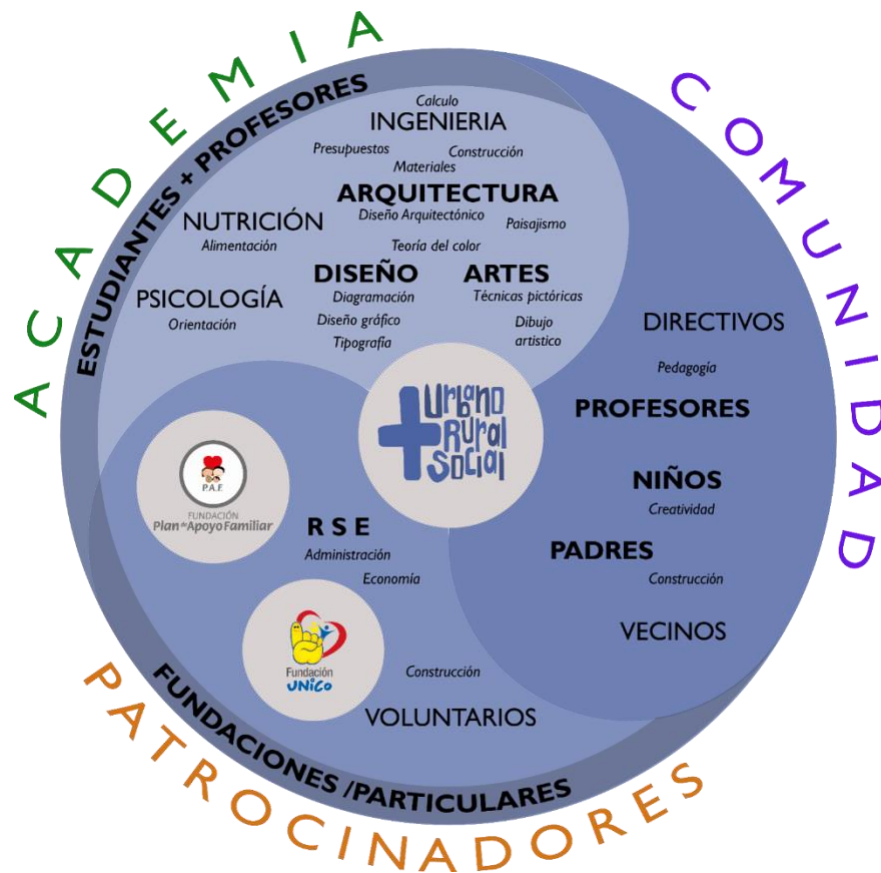 ACADEMIA
ESTUDIANTES + PROFESORES
Calculo
INGENIERIA
Presupuestos
Construcción
Materiales
ARQUITECTURA
Diseño Arquitectónico
Paisajismo
NUTRICIÓN
Alimentación
Teoría del color
DISEÑO
ARTES
Diagramación
Técnicas pictóricas
PSICOLOGÍA
Orientación
Diseño gráfico
Dibujo
artistico
Tipografía
COMUNIDAD
DIRECTIVOS
Pedagogía
PROFESORES
NIÑOS
Creatividad
PADRES
Construcción
VECINOS
+ Urbano
Rural
Social
P.A.F.
FUNDACIÓN
Plan de Apoyo Familiar
R S E
Administración
Economía
Fundación
UNiCo
Construcción
VOLUNTARIOS
FUNDACIONES /PARTICULARES
PATROCINADORES